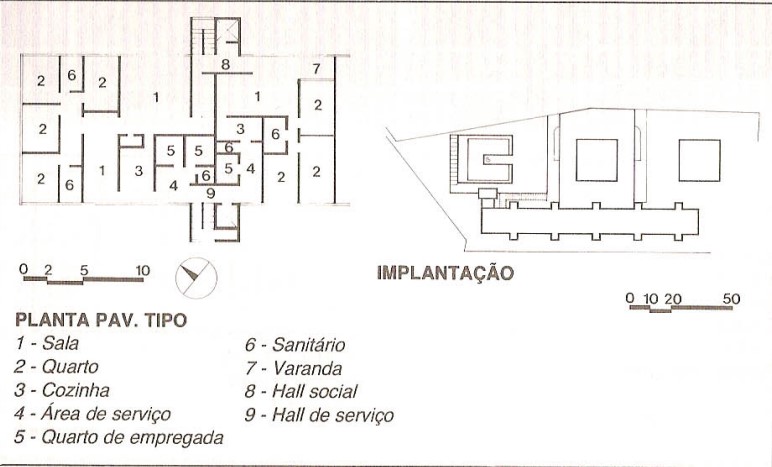 8
7
2
6
2
1
1
2
2
3
6
6
5
5
5
6
4
4
2
2
2
6
1
3
9
0 2 5 10
IMPLANTAÇÃO
0 10 20 50
PLANTA PAV. TIPO
1 - Sala
2 - Quarto
3 - Cozinha
4 - Área de serviço
5 - Quarto de empregada
6 - Sanitário
7 - Varanda
8 - Hall social
9 - Hall de serviço